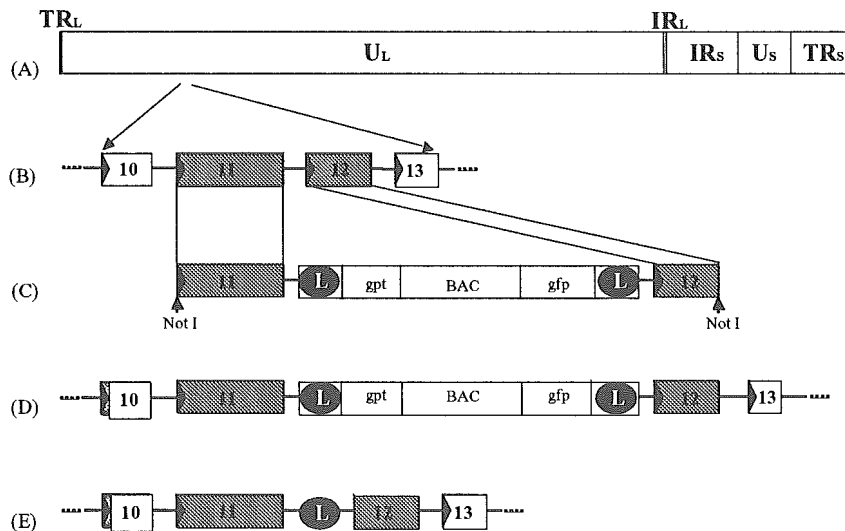 TRL IRL
(A) UL IRS US TRS
(B) 10 11 12 13
(C) 11 L gpt BAC gfp L 12
Not I Not I
(D) 10 11 L gpt BAC gfp L 12 13
(E) 10 11 L 12 13